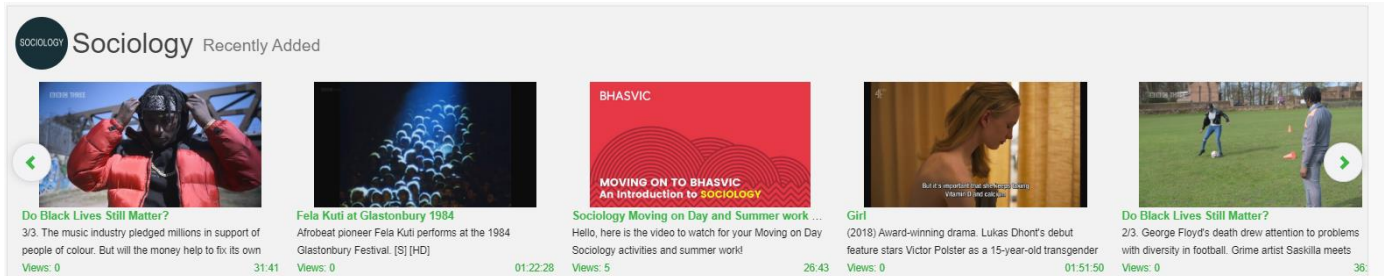 SOCIOLOGY
Sociology Recently Added
BBC THREE
BHASVIC
MOVING ON TO BHASVIC
An Introduction to SOCIOLOGY
4
But it's important that she keeps taking
Vitamin D and calcium.
Do Black Lives Still Matter?
3/3. The music industry pledged millions in support of
people of colour. But will the money help to fix its own
Views: 0 31:41
Fela Kuti at Glastonbury 1984
Afrobeat pioneer Fela Kuti performs at the 1984
Glastonbury Festival. [S] [HD]
Views: 0 01:22:28
Sociology Moving on Day and Summer work ...
Hello, here is the video to watch for your Moving On Day
Sociology activities and summer work!
Views: 5 26:43
Girl
(2018) Award-winning drama. Lukas Dhont's debut
feature stars Victor Polster as a 15-year-old transgender
Views: 0 01:51:50
Do Black Lives Still Matter?
2/3. George Floyd's death drew attention to problems
with diversity in football. Grime artist Saskilla meets
Views: 0 36: